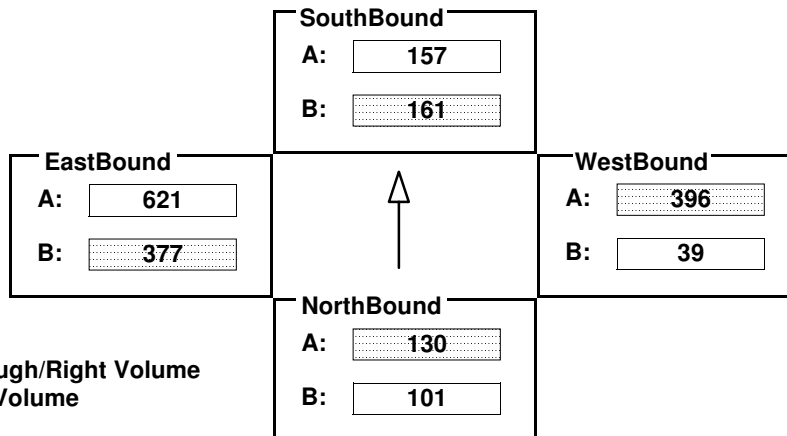 SouthBound
A: 157
B: 161
EastBound
A: 621
B: 377
WestBound
A: 396
B: 39
NorthBound
A: 130
B: 101
ugh/Right Volume
Volume